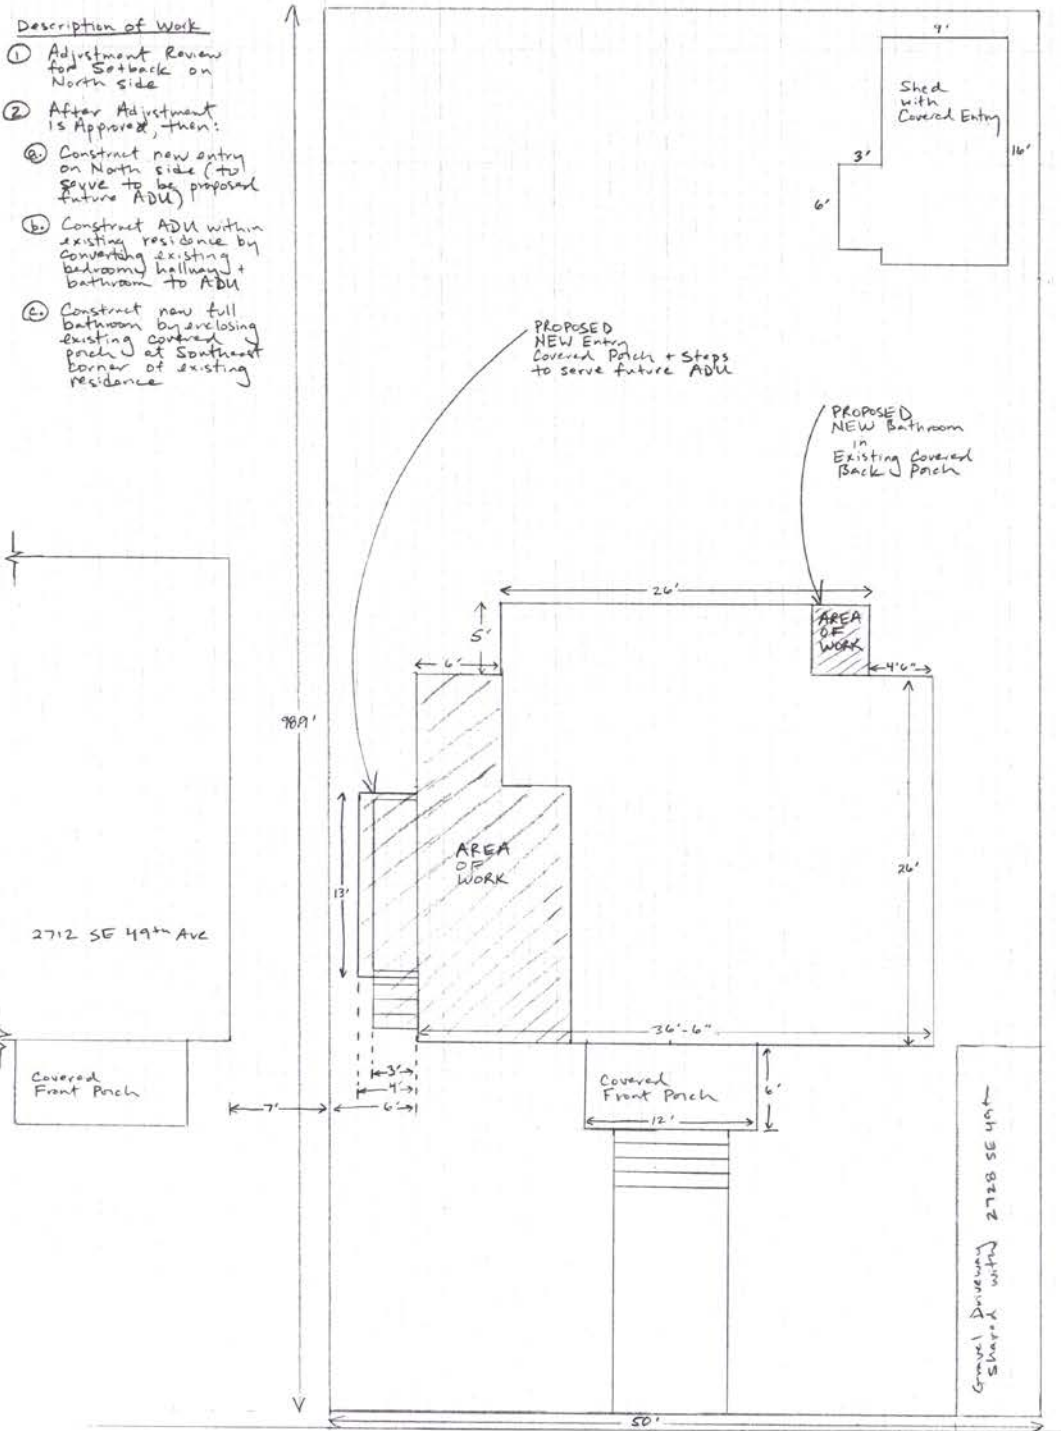 Description of Work
① Adjustment Review
for Setback on
North side
② After Adjustment
is Approved, then:
ⓐ Construct new entry
on North side (to
serve to be proposed
future ADU)
ⓑ Construct ADU within
existing residence by
converting existing
bedroom, hallway +
bathroom to ADU
ⓒ Construct new full
bathroom by enclosing
existing covered
porch at Southeast
corner of existing
residence
9'
Shed
with
Covered Entry
3'
16'
6'
PROPOSED
NEW Entry
Covered Porch + Steps
to serve future ADU
PROPOSED
NEW Bathroom
in
Existing Covered
Back Porch
26'
5'
AREA
OF
WORK
6'
4'6"
98.9'
13'
AREA
OF
WORK
26'
2712 SE 49th Ave
36'-6"
Covered
Front Porch
3'
4'
7'
6'
Covered
Front Porch
12'
6'
Gravel Driveway
shared with 2728 SE 49th
50'